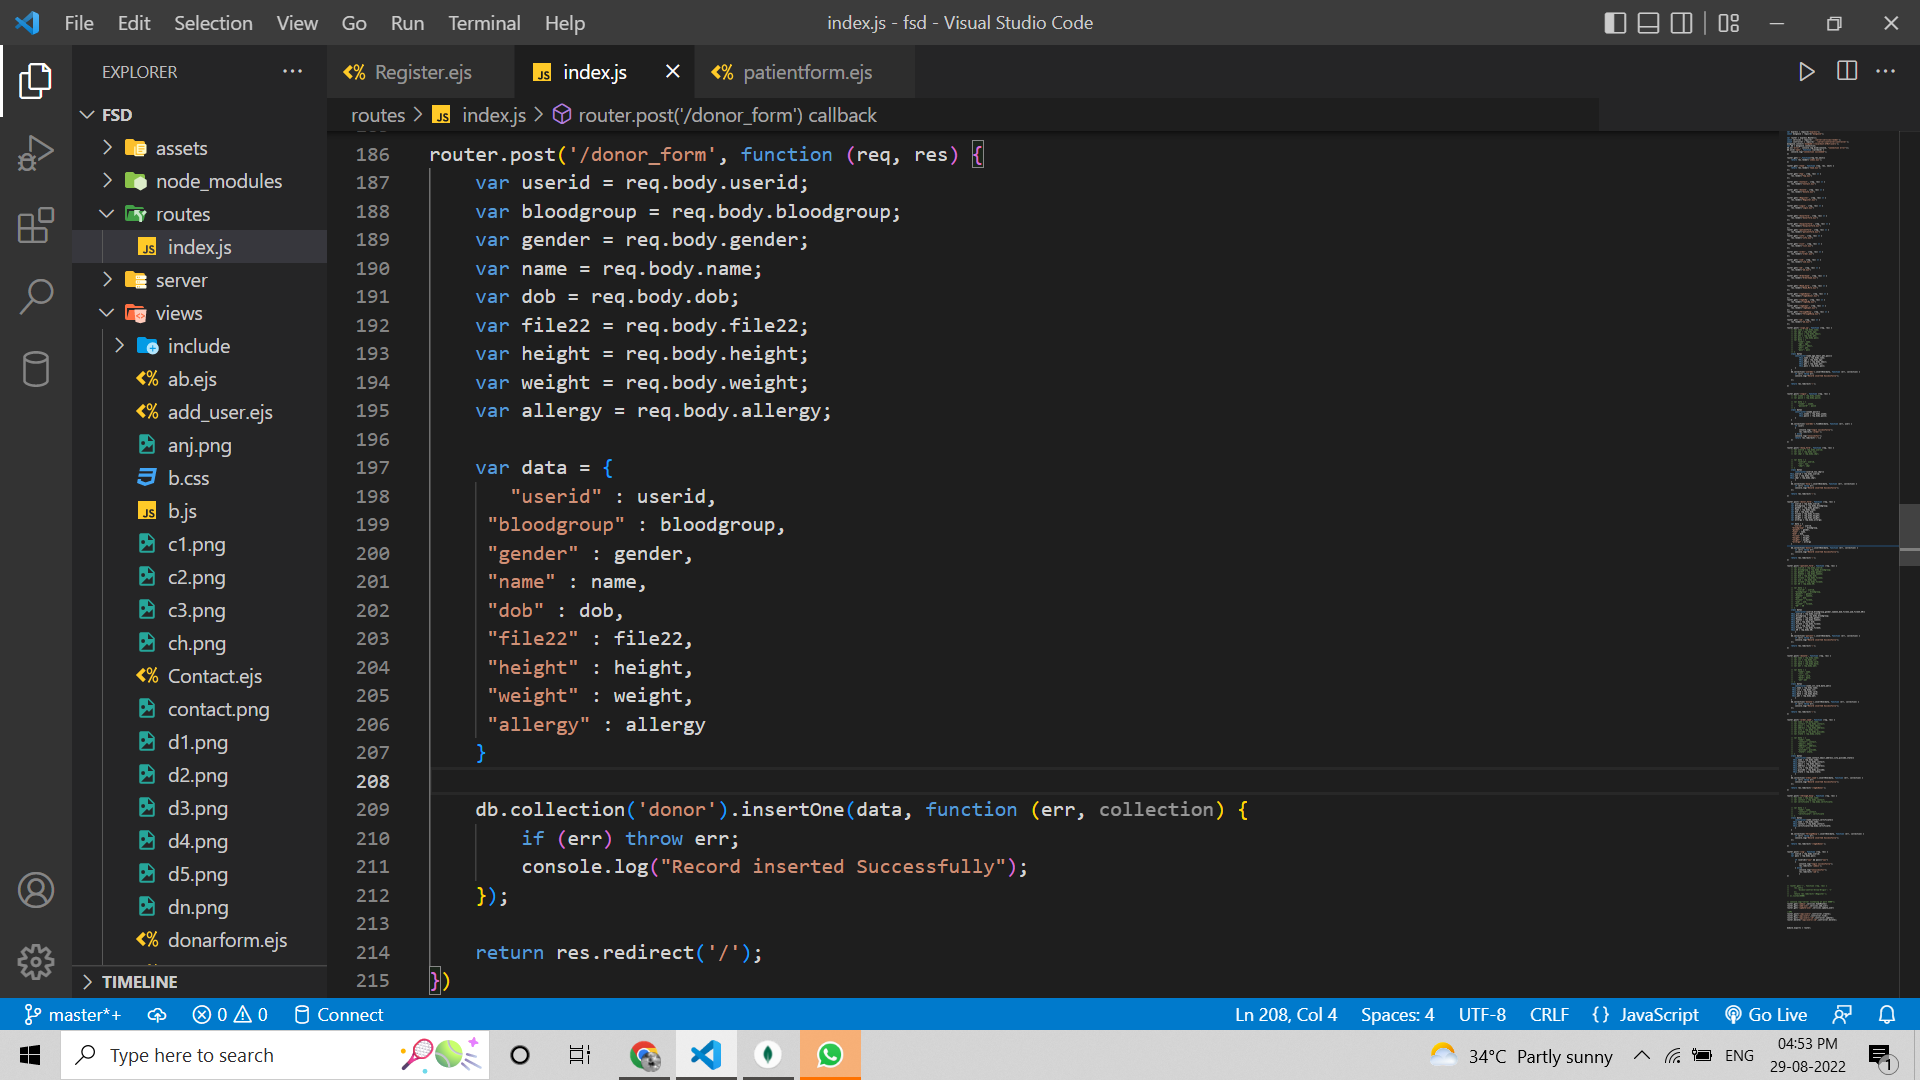 File Edit Selection View Go Run Terminal Help
index.js - fsd - Visual Studio Code
EXPLORER
Register.ejs
JS index.js
patientform.ejs
routes > JS index.js > router.post('/donor_form') callback
FSD
assets
node_modules
routes
JS index.js
server
views
include
ab.ejs
add_user.ejs
anj.png
b.css
JS b.js
c1.png
c2.png
c3.png
ch.png
Contact.ejs
contact.png
d1.png
d2.png
d3.png
d4.png
d5.png
dn.png
donarform.ejs
TIMELINE
186 router.post('/donor_form', function (req, res) {
187 var userid = req.body.userid;
188 var bloodgroup = req.body.bloodgroup;
189 var gender = req.body.gender;
190 var name = req.body.name;
191 var dob = req.body.dob;
192 var file22 = req.body.file22;
193 var height = req.body.height;
194 var weight = req.body.weight;
195 var allergy = req.body.allergy;
196
197 var data = {
198 "userid" : userid,
199 "bloodgroup" : bloodgroup,
200 "gender" : gender,
201 "name" : name,
202 "dob" : dob,
203 "file22" : file22,
204 "height" : height,
205 "weight" : weight,
206 "allergy" : allergy
207 }
208
209 db.collection('donor').insertOne(data, function (err, collection) {
210 if (err) throw err;
211 console.log("Record inserted Successfully");
212 });
213
214 return res.redirect('/');
215 })
master*+ 0 0 Connect
Ln 208, Col 4 Spaces: 4 UTF-8 CRLF {} JavaScript Go Live
Type here to search
34°C Partly sunny
ENG
04:53 PM
29-08-2022
1